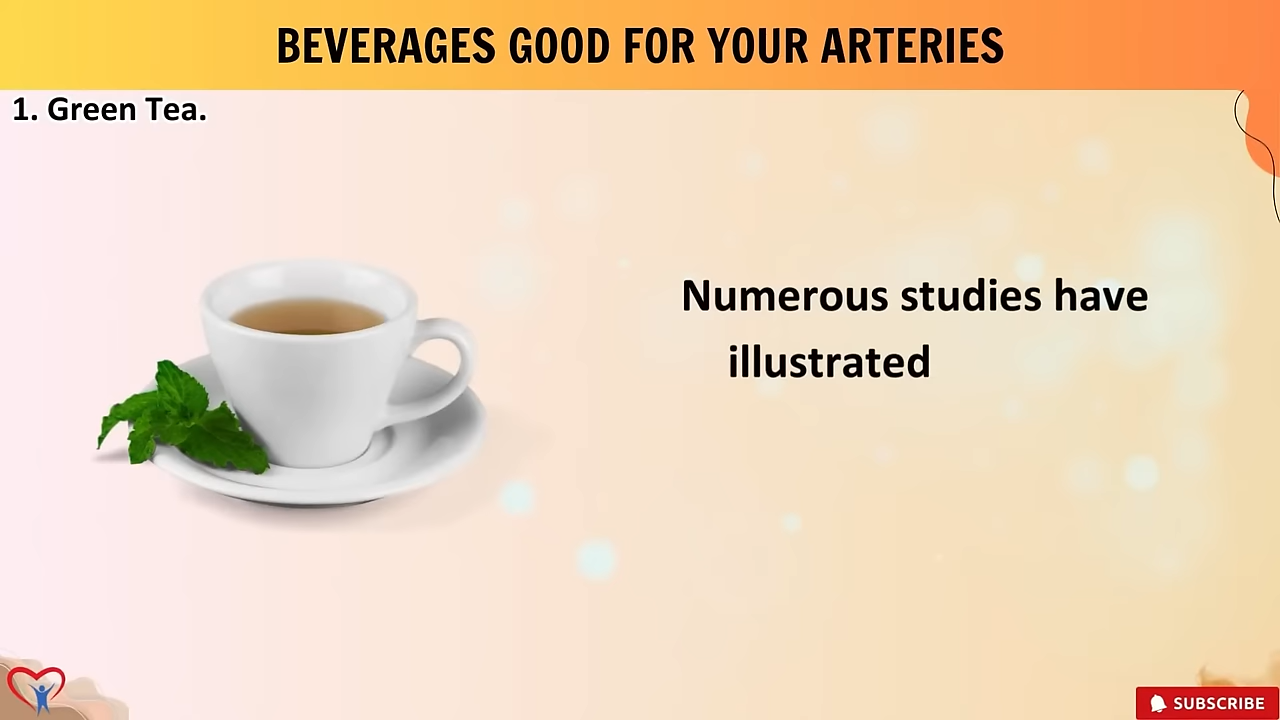 BEVERAGES GOOD FOR YOUR ARTERIES
1. Green Tea.
Numerous studies have
illustrated
SUBSCRIBE